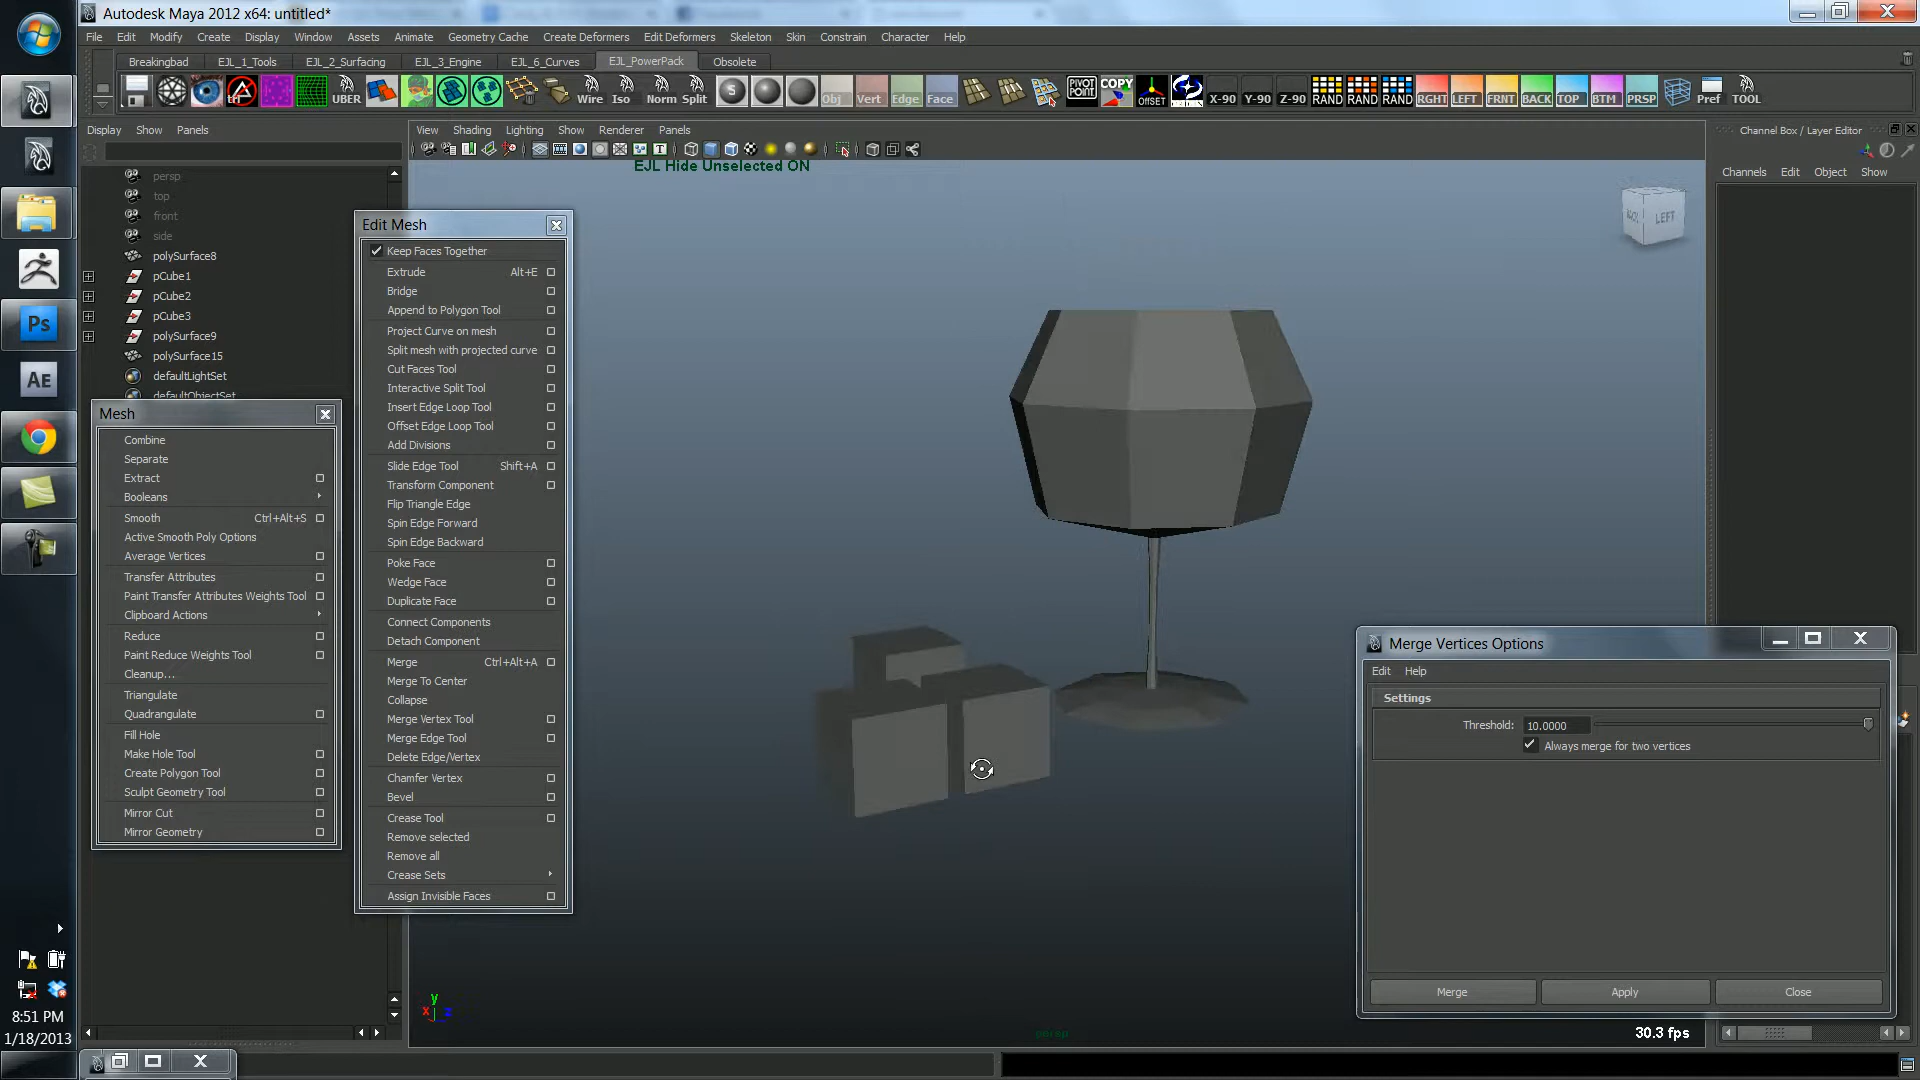 Autodesk Maya 2012 x64: untitled*
File Edit Modify Create Display Window Assets Animate Geometry Cache Create Deformers Edit Deformers Skeleton Skin Constrain Character Help
Breakingbad EJL_1_Tools EJL_2_Surfacing EJL_3_Engine EJL_6_Curves EJL_PowerPack Obsolete
tri UBER Wire Iso Norm Split S Obj Vert Edge Face PIVOT POINT COPY OFFSET X-90 Y-90 Z-90 RAND RAND RAND RGHT LEFT FRNT BACK TOP BTM PRSP Pref TOOL
Display Show Panels
View Shading Lighting Show Renderer Panels
Channel Box / Layer Editor
EJL Hide Unselected ON
Channels Edit Object Show
persp
top
front
side
polySurface8
pCube1
pCube2
pCube3
polySurface9
polySurface15
defaultLightSet
defaultObjectSet
LEFT
Mesh
Combine
Separate
Extract
Booleans
Smooth Ctrl+Alt+S
Active Smooth Poly Options
Average Vertices
Transfer Attributes
Paint Transfer Attributes Weights Tool
Clipboard Actions
Reduce
Paint Reduce Weights Tool
Cleanup...
Triangulate
Quadrangulate
Fill Hole
Make Hole Tool
Create Polygon Tool
Sculpt Geometry Tool
Mirror Cut
Mirror Geometry
Edit Mesh
Keep Faces Together
Extrude Alt+E
Bridge
Append to Polygon Tool
Project Curve on mesh
Split mesh with projected curve
Cut Faces Tool
Interactive Split Tool
Insert Edge Loop Tool
Offset Edge Loop Tool
Add Divisions
Slide Edge Tool Shift+A
Transform Component
Flip Triangle Edge
Spin Edge Forward
Spin Edge Backward
Poke Face
Wedge Face
Duplicate Face
Connect Components
Detach Component
Merge Ctrl+Alt+A
Merge To Center
Collapse
Merge Vertex Tool
Merge Edge Tool
Delete Edge/Vertex
Chamfer Vertex
Bevel
Crease Tool
Remove selected
Remove all
Crease Sets
Assign Invisible Faces
Merge Vertices Options
Edit Help
Settings
Threshold: 10.0000
Always merge for two vertices
Merge Apply Close
y
x z
persp
30.3 fps
Ps
AE
8:51 PM
1/18/2013